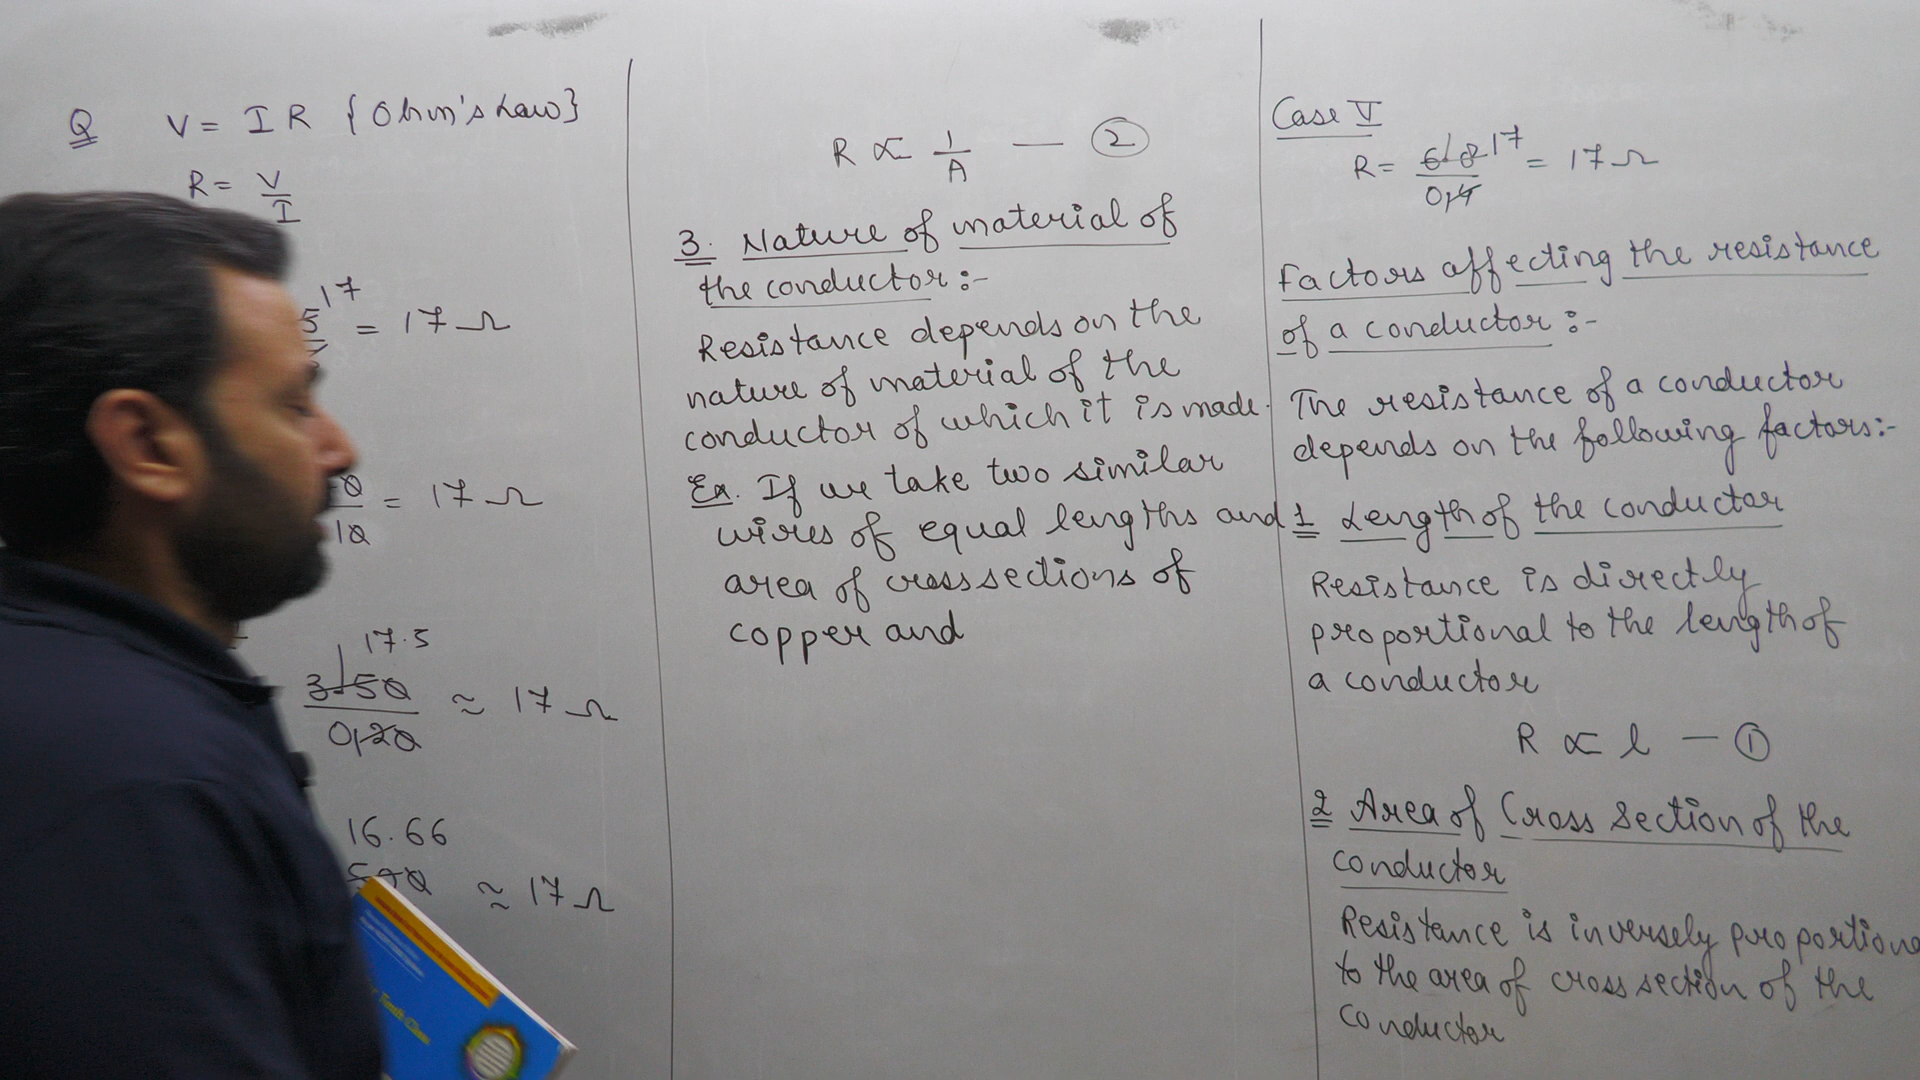 Q V = I R {Ohm's Law}
R = V/I
17
5 = 17 Ω
10 = 17 Ω
17.5
3.50/0.20 ≈ 17 Ω
16.66
500 ≈ 17 Ω
Tenth Class
R ∝ 1/A — ②
3. Nature of material of
the conductor :-
Resistance depends on the
nature of material of the
conductor of which it is made.
Ex. If we take two similar
wires of equal lengths and
area of cross sections of
copper and
Case V
R = 6.8/0.4 17 = 17 Ω
Factors affecting the resistance
of a conductor :-
The resistance of a conductor
depends on the following factors:-
1 Length of the conductor
Resistance is directly
proportional to the length of
a conductor
R ∝ l — ①
2 Area of Cross Section of the
conductor
Resistance is inversely proportiona
to the area of cross section of the
conductor